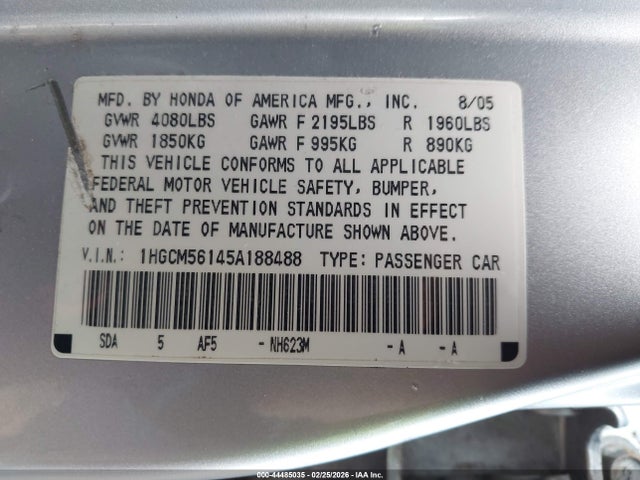 MFD. BY HONDA OF AMERICA MFG., INC. 8/05
GVWR 4080LBS GAWR F 2195LBS R 1960LBS
GVWR 1850KG GAWR F 995KG R 890KG
THIS VEHICLE CONFORMS TO ALL APPLICABLE
FEDERAL MOTOR VEHICLE SAFETY, BUMPER,
AND THEFT PREVENTION STANDARDS IN EFFECT
ON THE DATE OF MANUFACTURE SHOWN ABOVE.
V.I.N.: 1HGCM56145A188488 TYPE: PASSENGER CAR
SDA 5 AF5 - NH623M - A - A
000-44485035 - 02/25/2026 - IAA Inc.